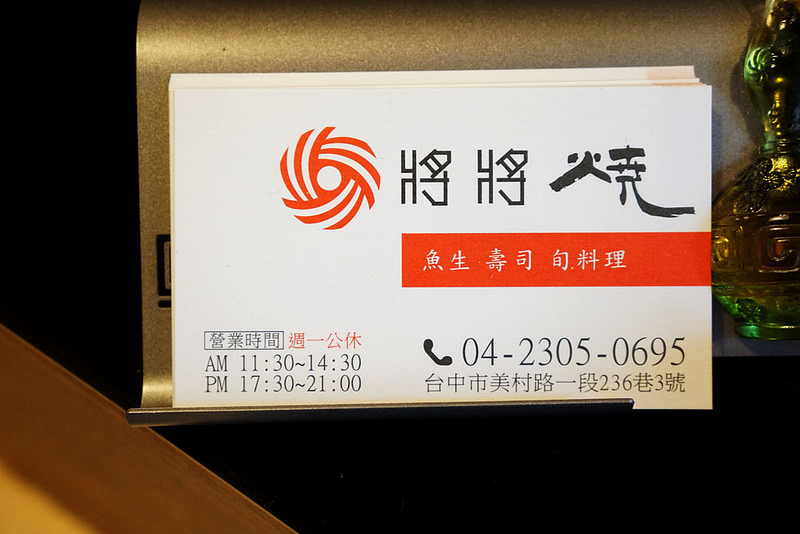 將將燒
魚生 壽司 旬料理
營業時間 週一公休
AM 11:30~14:30
PM 17:30~21:00
04-2305-0695
台中市美村路一段236巷3號